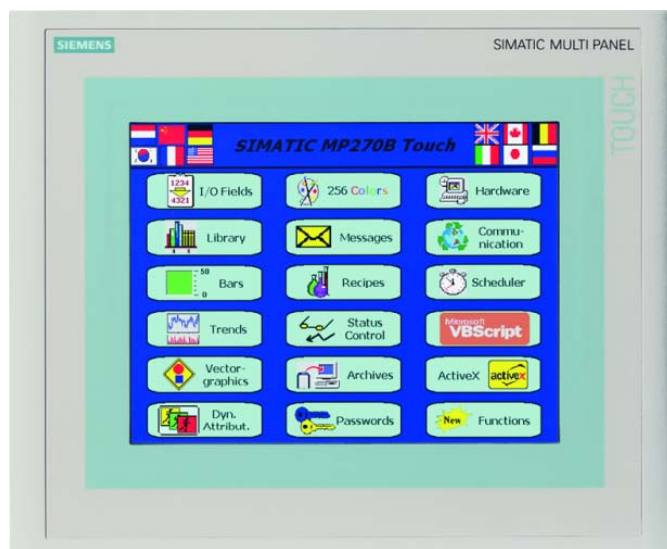 SIEMENS
SIMATIC MULTI PANEL
TOUCH
SIMATIC MP270B Touch
1234
4321
I/O Fields
256 Colors
Hardware
Library
Messages
Commu-
nication
50
0
Bars
Recipes
Scheduler
Trends
Status
Control
Microsoft
VBScript
Vector-
graphics
Archives
ActiveX
activex
Dyn.
Attribut.
Passwords
New
Functions